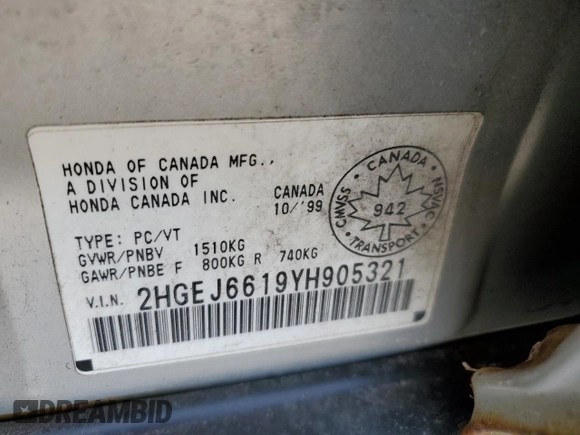 HONDA OF CANADA MFG.,
A DIVISION OF
HONDA CANADA INC.
CANADA
10/'99
TYPE: PC/VT
GVWR/PNBV 1510KG
GAWR/PNBE F 800KG R 740KG
V.I.N. 2HGEJ6619YH905321
CANADA
CMVSS
NSVAC
942
TRANSPORT
DREAMBID